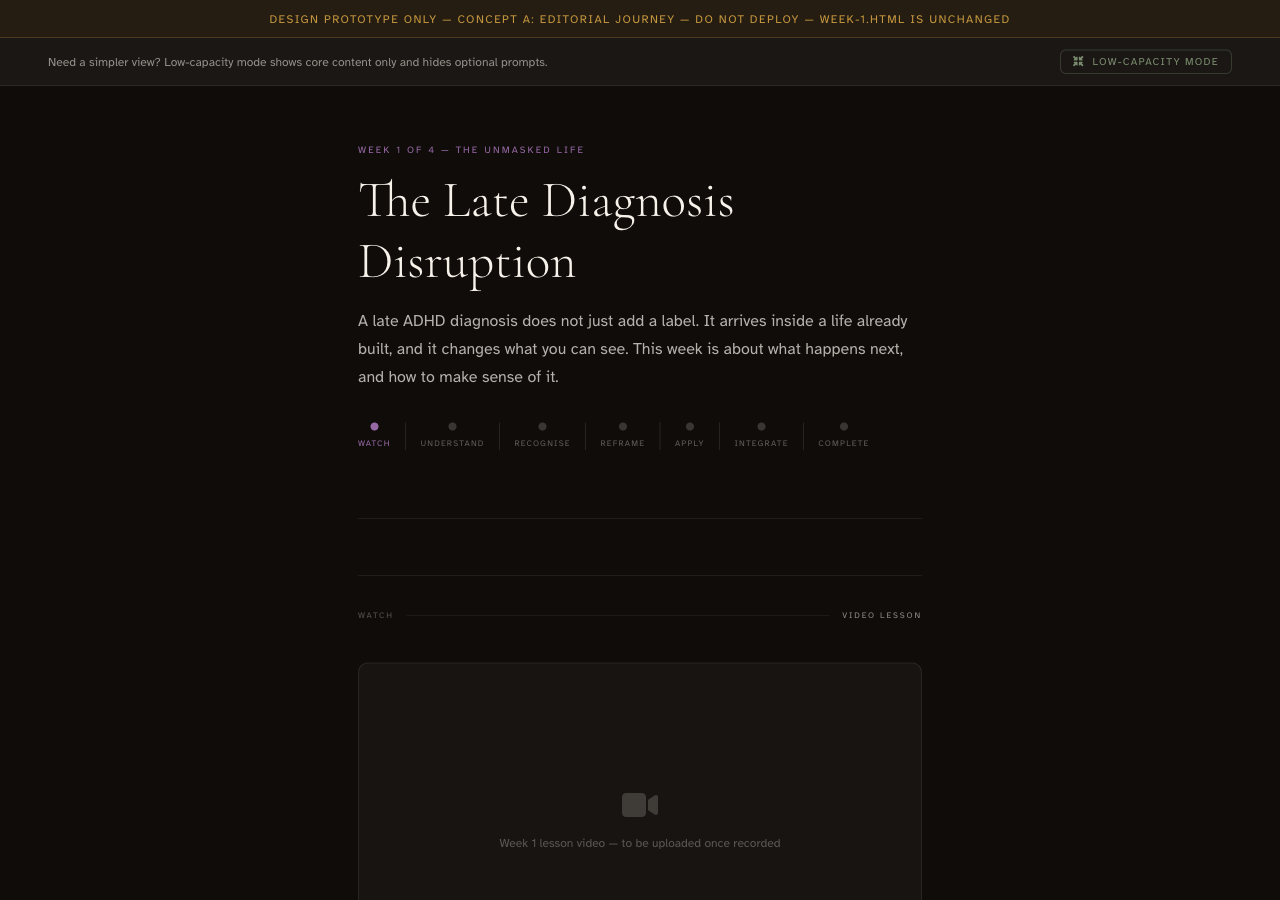 DESIGN PROTOTYPE ONLY — CONCEPT A: EDITORIAL JOURNEY — DO NOT DEPLOY — WEEK-1.HTML IS UNCHANGED
Need a simpler view? Low-capacity mode shows core content only and hides optional prompts.
LOW-CAPACITY MODE
WEEK 1 OF 4 — THE UNMASKED LIFE
The Late Diagnosis
Disruption
A late ADHD diagnosis does not just add a label. It arrives inside a life already
built, and it changes what you can see. This week is about what happens next,
and how to make sense of it.
WATCH
UNDERSTAND
RECOGNISE
REFRAME
APPLY
INTEGRATE
COMPLETE
WATCH
VIDEO LESSON
Week 1 lesson video — to be uploaded once recorded